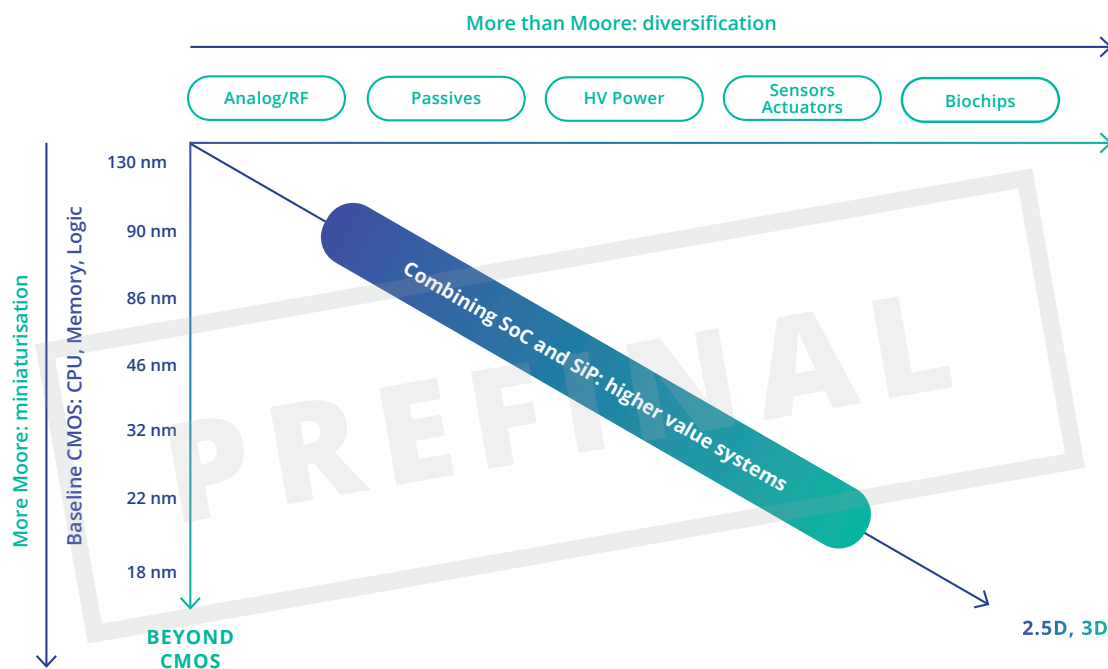 More than Moore: diversification
Analog/RF
Passives
HV Power
Sensors
Actuators
Biochips
130 nm
90 nm
86 nm
46 nm
32 nm
22 nm
18 nm
More Moore: miniaturisation
Baseline CMOS: CPU, Memory, Logic
Combining SoC and SiP: higher value systems
PREFINAL
BEYOND
CMOS
2.5D, 3D